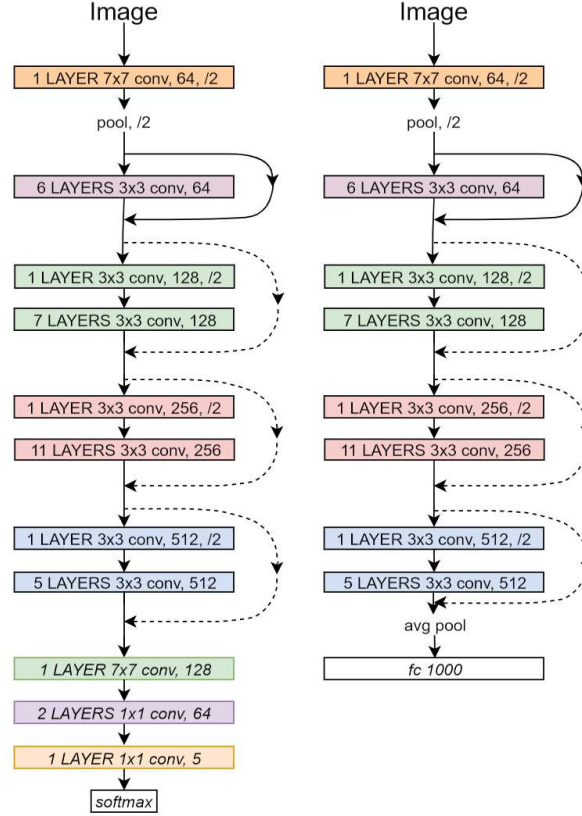 Image
1 LAYER 7x7 conv, 64, /2
pool, /2
6 LAYERS 3x3 conv, 64
1 LAYER 3x3 conv, 128, /2
7 LAYERS 3x3 conv, 128
1 LAYER 3x3 conv, 256, /2
11 LAYERS 3x3 conv, 256
1 LAYER 3x3 conv, 512, /2
5 LAYERS 3x3 conv, 512
1 LAYER 7x7 conv, 128
2 LAYERS 1x1 conv, 64
1 LAYER 1x1 conv, 5
softmax
Image
1 LAYER 7x7 conv, 64, /2
pool, /2
6 LAYERS 3x3 conv, 64
1 LAYER 3x3 conv, 128, /2
7 LAYERS 3x3 conv, 128
1 LAYER 3x3 conv, 256, /2
11 LAYERS 3x3 conv, 256
1 LAYER 3x3 conv, 512, /2
5 LAYERS 3x3 conv, 512
avg pool
fc 1000